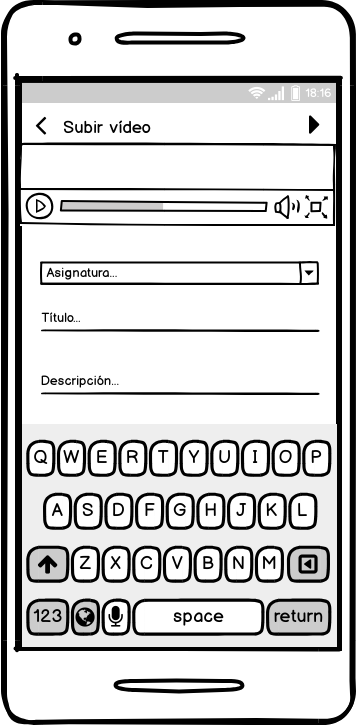 18:16
Subir vídeo
Asignatura...
Título...
Descripción...
Q W E R T Y U I O P
A S D F G H J K L
Z X C V B N M
123 space return